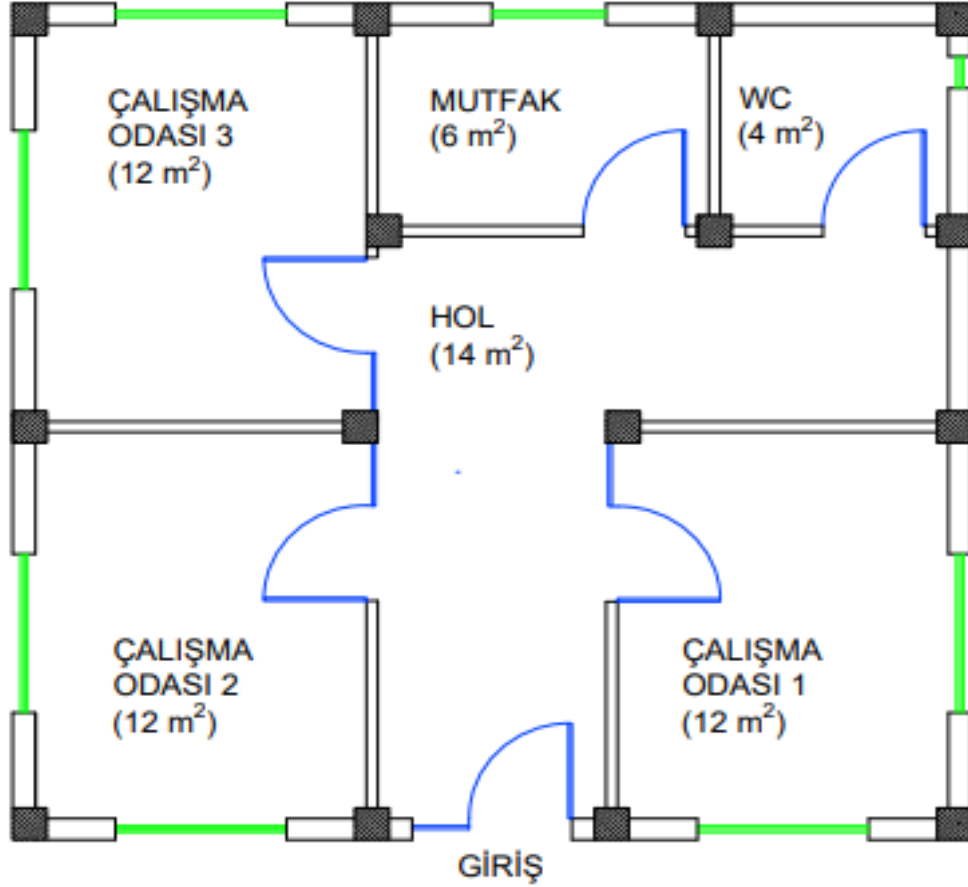 ÇALIŞMA
ODASI 3
(12 m²)
MUTFAK
(6 m²)
WC
(4 m²)
HOL
(14 m²)
ÇALIŞMA
ODASI 2
(12 m²)
ÇALIŞMA
ODASI 1
(12 m²)
GİRİŞ